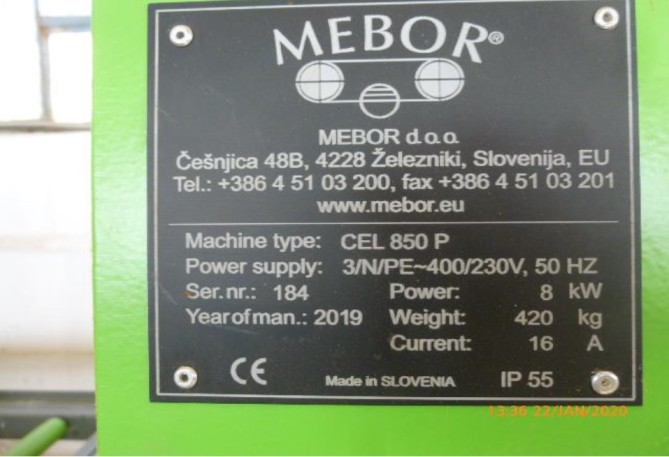 MEBOR®
MEBOR d.o.o.
Češnjica 48B, 4228 Železniki, Slovenija, EU
Tel.: +386 4 51 03 200, fax +386 4 51 03 201
www.mebor.eu
Machine type: CEL 850 P
Power supply: 3/N/PE~400/230V, 50 HZ
Ser.nr.: 184 Power: 8 kW
Year of man.: 2019 Weight: 420 kg
Current: 16 A
CE Made in SLOVENIA IP 55
13:36 22/JAN/2020